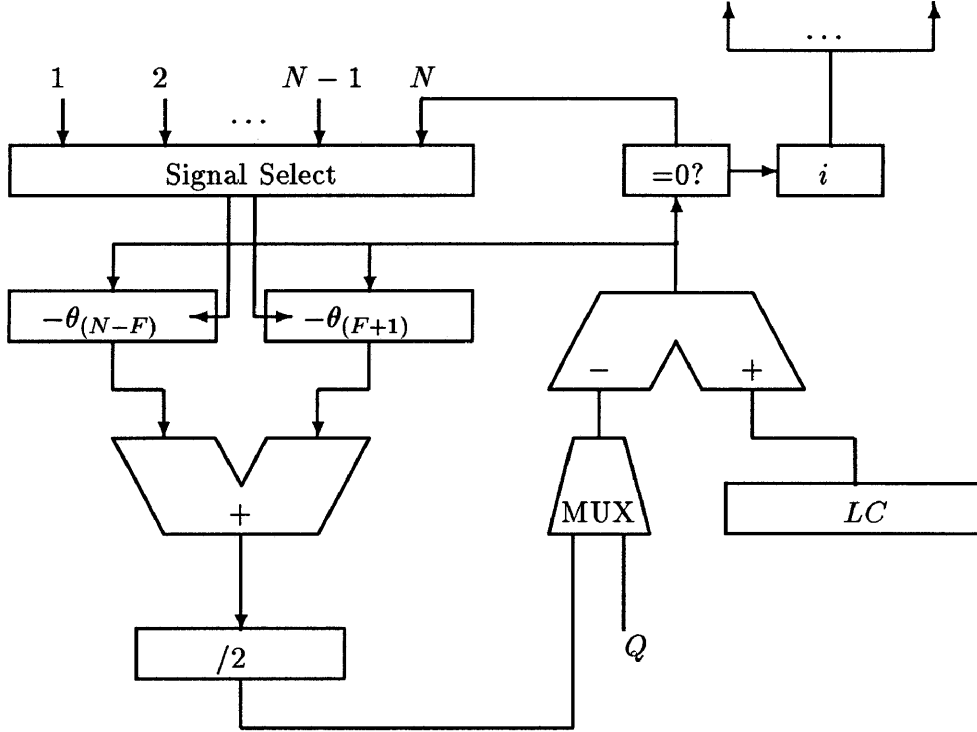 ...
1 2 ... N − 1 N
Signal Select
=0?
i
−θ(N−F)
−θ(F+1)
− +
+
MUX
LC
/2
Q